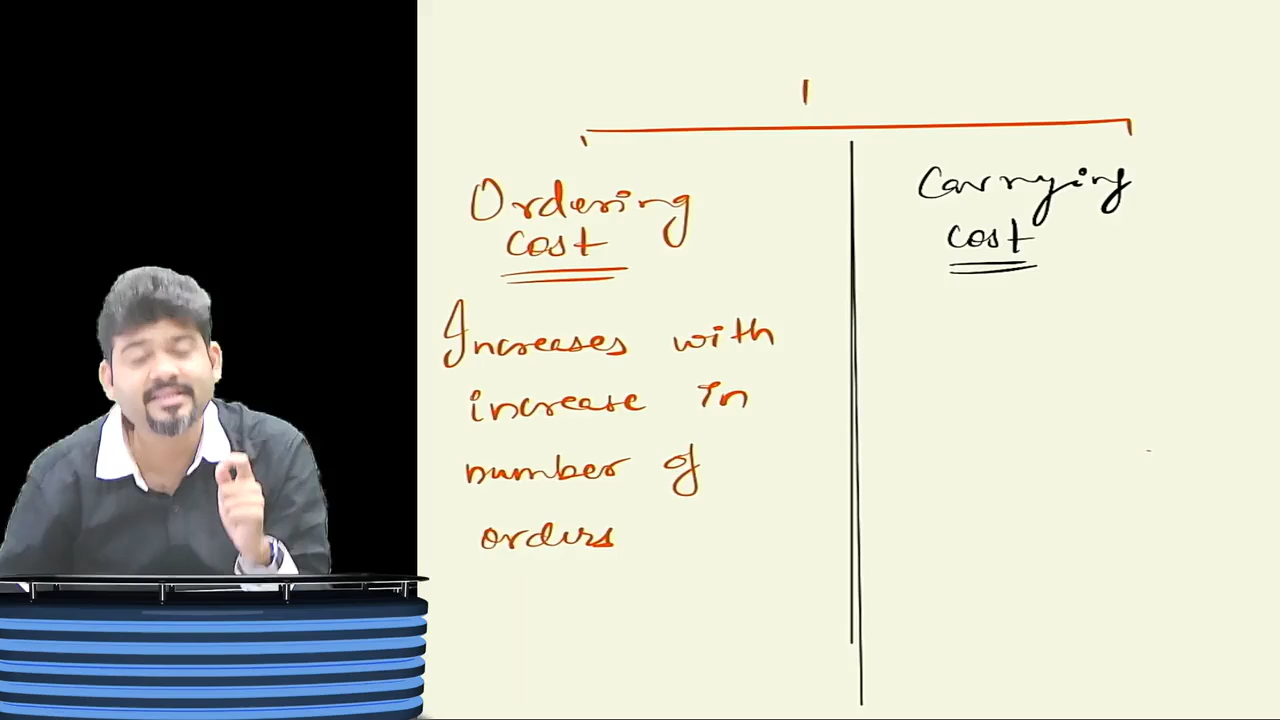 Ordering
cost
Increases with
increase in
number of
orders
Carrying
cost